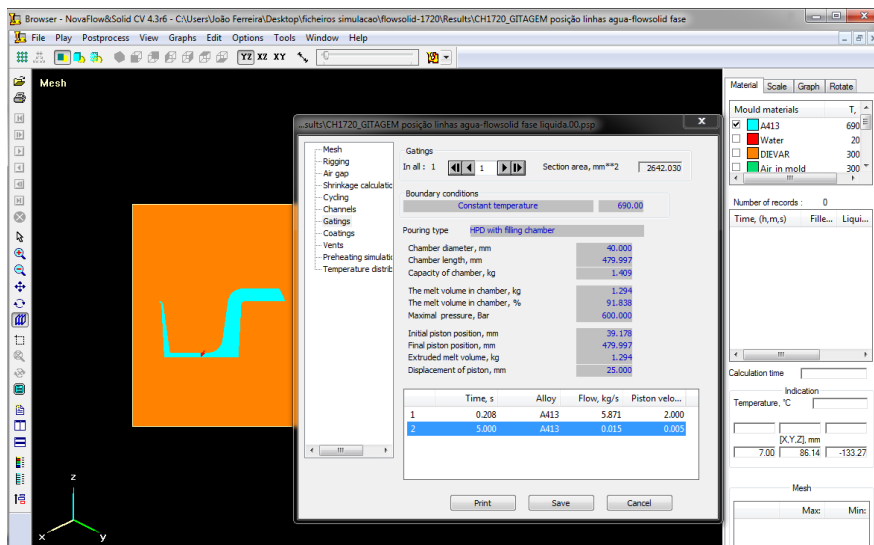 Browser - NovaFlow&Solid CV 4.3r6 - C:\Users\João Ferreira\Desktop\ficheiros simulacao\flowsolid-1720\Results\CH1720_GITAGEM posição linhas agua-flowsolid fase
File Play Postprocess View Graphs Edit Options Tools Window Help
YZ XZ XY
Mesh
Material Scale Graph Rotate
Mould materials T,
A413 690
Water 20
DIEVAR 300
Air in mold 300
Number of records : 0
Time, (h,m,s) Fille... Liqui...
Calculation time
Indication
Temperature, °C
[X,Y,Z], mm
7.00 86.14 -133.27
Mesh
Max: Min:
...sults\CH1720_GITAGEM posição linhas agua-flowsolid fase liquida.00.psp
Mesh
Rigging
Air gap
Shrinkage calculatic
Cycling
Channels
Gatings
Coatings
Vents
Preheating simulatic
Temperature distrib
Gatings
In all : 1 1 Section area, mm**2 2642.030
Boundary conditions
Constant temperature 690.00
Pouring type HPD with filling chamber
Chamber diameter, mm 40.000
Chamber length, mm 479.997
Capacity of chamber, kg 1.409
The melt volume in chamber, kg 1.294
The melt volume in chamber, % 91.838
Maximal pressure, Bar 600.000
Initial piston position, mm 39.178
Final piston position, mm 479.997
Extruded melt volume, kg 1.294
Displacement of piston, mm 25.000
Time, s Alloy Flow, kg/s Piston velo...
1 0.208 A413 5.871 2.000
2 5.000 A413 0.015 0.005
Print Save Cancel
z
x y